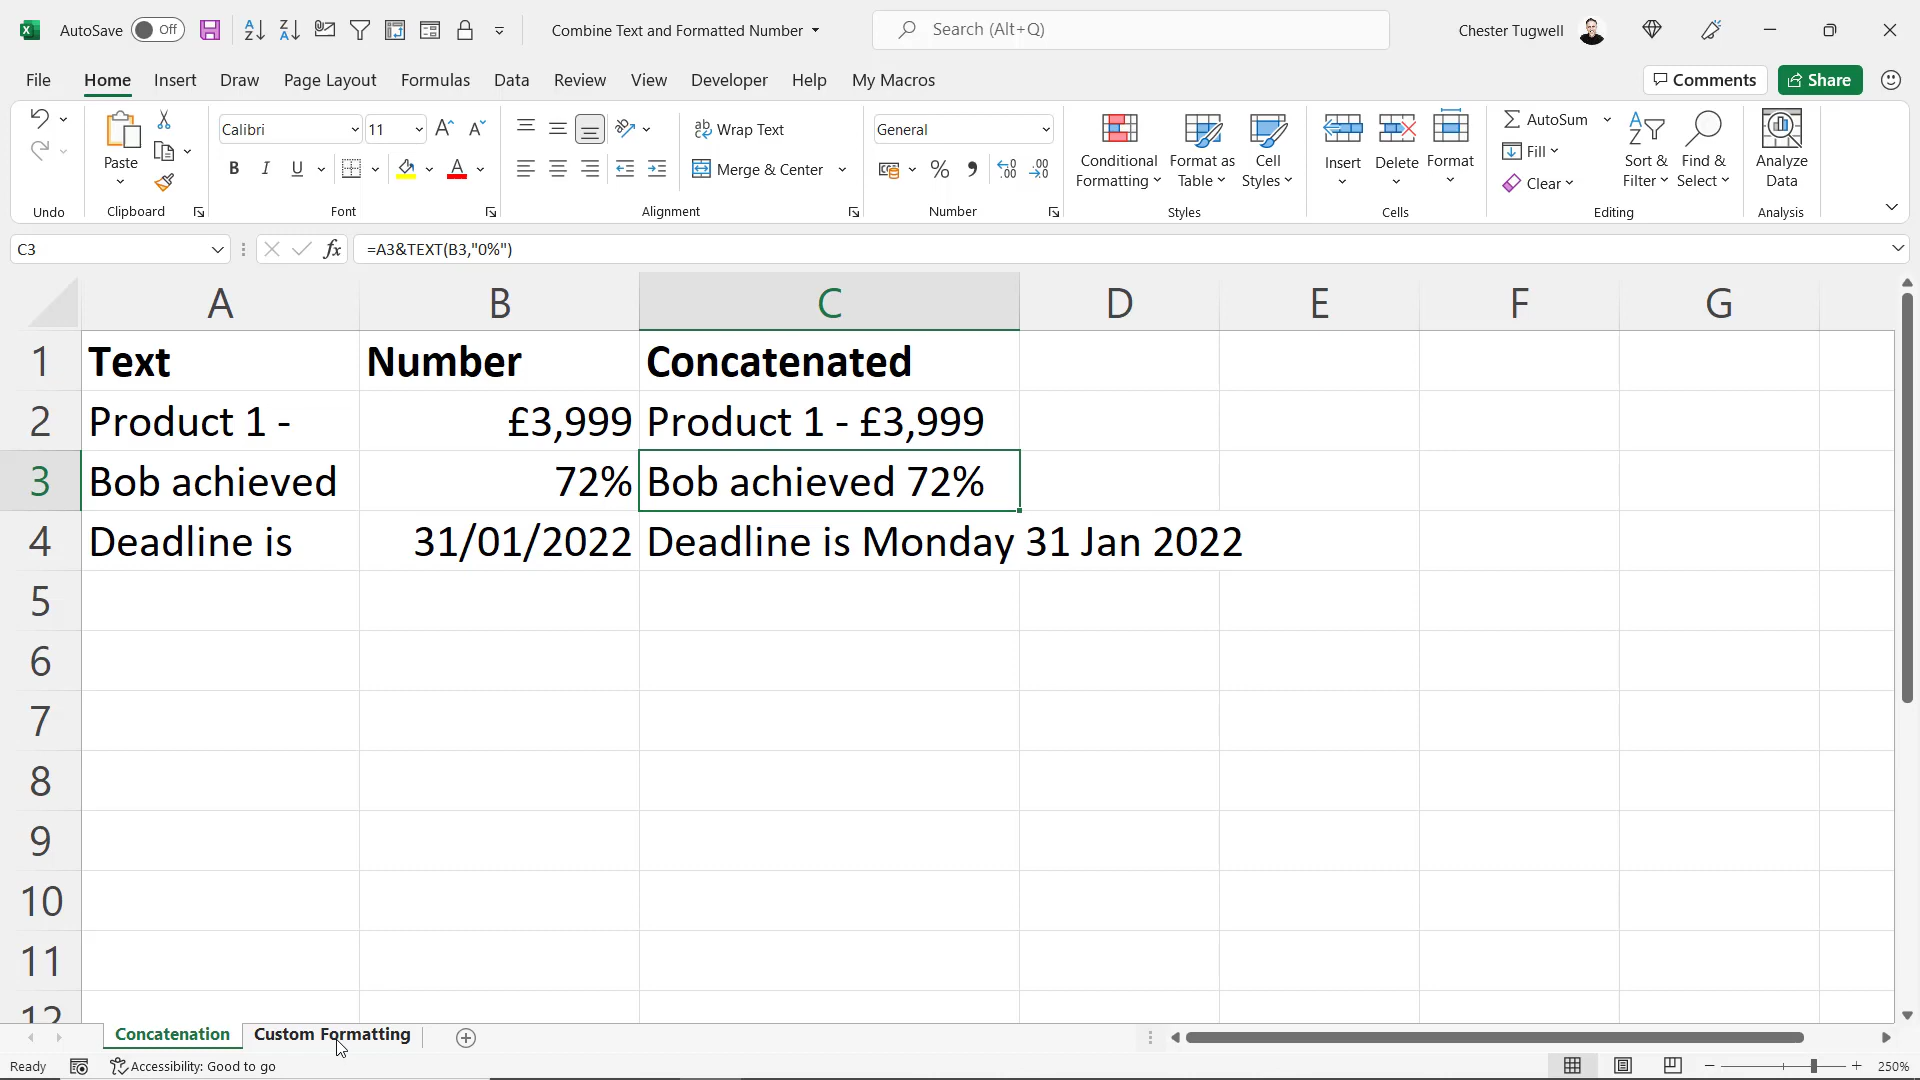 AutoSave Off Combine Text and Formatted Number Search (Alt+Q) Chester Tugwell
File Home Insert Draw Page Layout Formulas Data Review View Developer Help My Macros Comments Share
Paste
Calibri 11
B I U
Wrap Text
Merge & Center
General
Conditional Formatting
Format as Table
Cell Styles
Insert
Delete
Format
AutoSum
Fill
Clear
Sort & Filter
Find & Select
Analyze Data
Undo Clipboard Font Alignment Number Styles Cells Editing Analysis
C3 fx =A3&TEXT(B3,"0%")
A B C D E F G
1 Text Number Concatenated
2 Product 1 - £3,999 Product 1 - £3,999
3 Bob achieved 72% Bob achieved 72%
4 Deadline is 31/01/2022 Deadline is Monday 31 Jan 2022
5
6
7
8
9
10
11
12
Concatenation Custom Formatting
Ready Accessibility: Good to go 250%